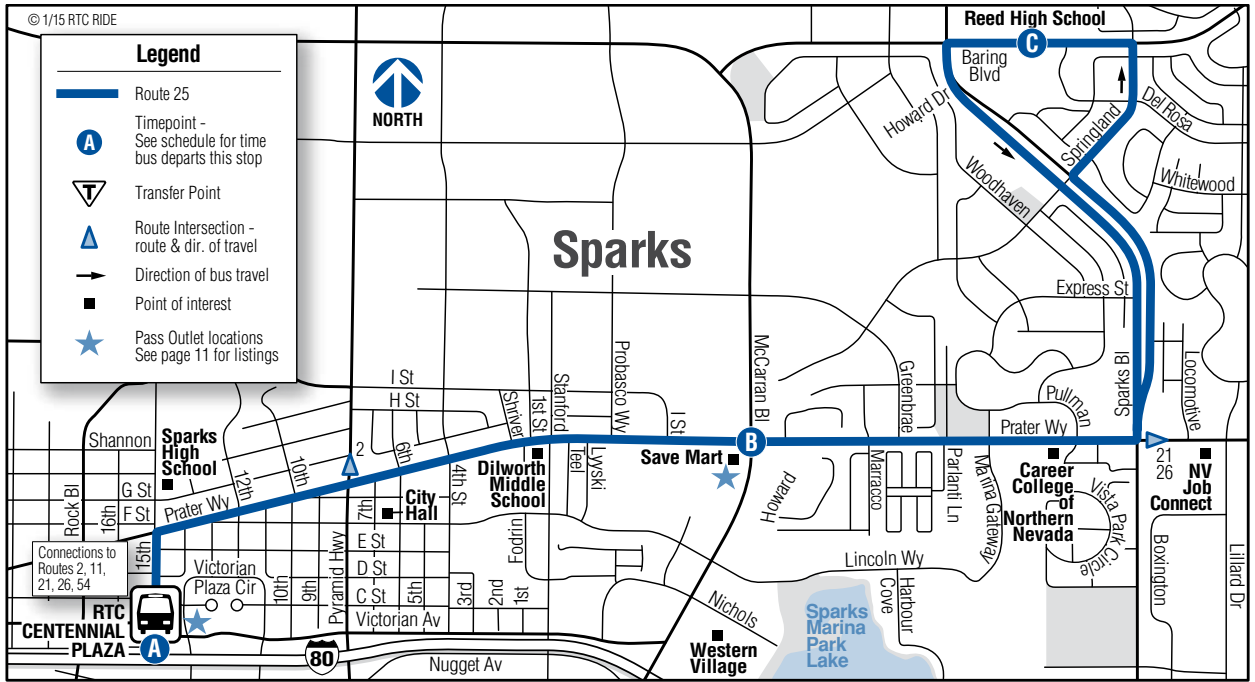 © 1/15 RTC RIDE
Legend
Route 25
A
Timepoint -
See schedule for time
bus departs this stop
T
Transfer Point
Route Intersection -
route & dir. of travel
Direction of bus travel
Point of interest
Pass Outlet locations
See page 11 for listings
NORTH
Reed High School
C
Baring
Blvd
Howard Dr
Del Rosa
Springland
Woodhaven
Whitewood
Sparks
Express St
Sparks Bl
Locomotive
Pullman
McCarran Bl
Greenbrae
Probasco Wy
Stanford
1st St
Shriver
I St
H St
I St
Prater Wy
B
Save Mart
Shannon
Sparks
High
School
G St
F St
Rock Bl
16th
15th
Prater Wy
12th
10th
2
6th
4th St
7th
City
Hall
Dilworth
Middle
School
Teel
Lyyski
Howard
Marracco
Parlanti Ln
Marina Gateway
Career
College
of
Northern
Nevada
Vista Park
Circle
21
26
NV
Job
Connect
Connections to
Routes 2, 11,
21, 26, 54
Victorian
Plaza Cir
10th
9th
Pyramid Hwy
E St
D St
C St
5th
Victorian Av
3rd
2nd
1st
Fodrin
Lincoln Wy
Cove
Harbour
Boxington
Lillard Dr
RTC
CENTENNIAL
PLAZA
A
80
Nugget Av
Nichols
Western
Village
Sparks
Marina
Park
Lake